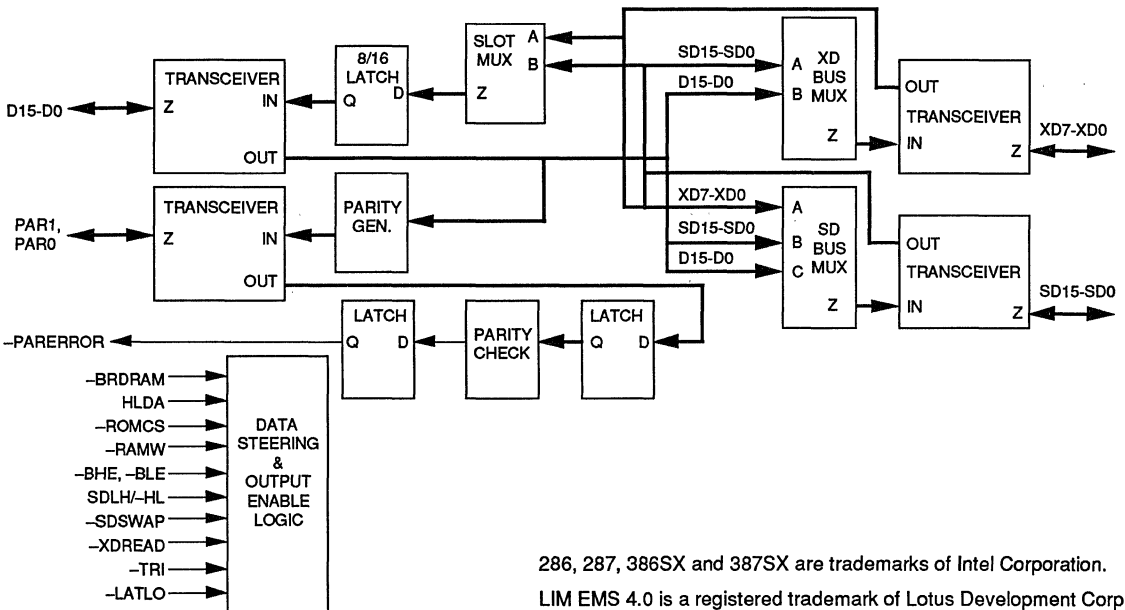 TRANSCEIVER
Z
IN
OUT
D15-D0
8/16
LATCH
Q
D
SLOT
MUX
A
B
Z
SD15-SD0
D15-D0
A
B
XD
BUS
MUX
Z
OUT
TRANSCEIVER
IN
Z
XD7-XD0
TRANSCEIVER
Z
IN
OUT
PAR1,
PAR0
PARITY
GEN.
XD7-XD0
SD15-SD0
D15-D0
A
B
C
SD
BUS
MUX
Z
OUT
TRANSCEIVER
IN
Z
SD15-SD0
–PARERROR
LATCH
Q
D
PARITY
CHECK
LATCH
Q
D
–BRDRAM
HLDA
–ROMCS
–RAMW
–BHE, –BLE
SDLH/–HL
–SDSWAP
–XDREAD
–TRI
–LATLO
DATA
STEERING
&
OUTPUT
ENABLE
LOGIC
286, 287, 386SX and 387SX are trademarks of Intel Corporation.
LIM EMS 4.0 is a registered trademark of Lotus Development Corp